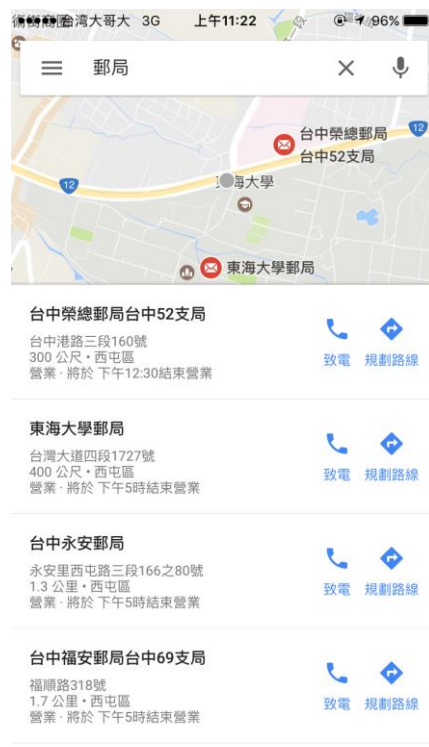 台湾大哥大 3G 上午11:22 96%
郵局
台中榮總郵局
台中52支局
12
12
東海大學
東海大學郵局
台中榮總郵局台中52支局
台中港路三段160號
300 公尺 • 西屯區
營業 · 將於 下午12:30結束營業
致電 規劃路線
東海大學郵局
台灣大道四段1727號
400 公尺 • 西屯區
營業 · 將於 下午5時結束營業
致電 規劃路線
台中永安郵局
永安里西屯路三段166之80號
1.3 公里 • 西屯區
營業 · 將於 下午5時結束營業
致電 規劃路線
台中福安郵局台中69支局
福順路318號
1.7 公里 • 西屯區
營業 · 將於 下午5時結束營業
致電 規劃路線